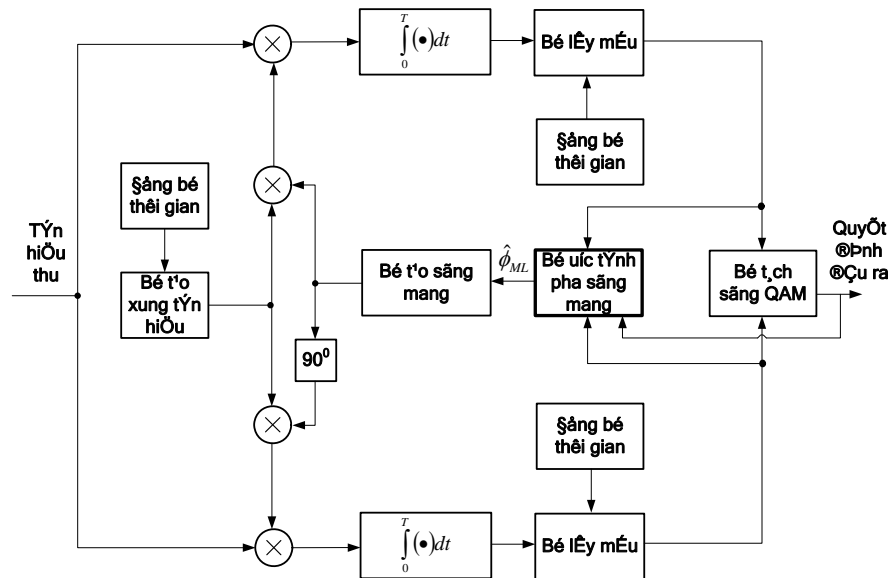 ∫₀ᵀ(•)dt
Bé lÊy mÉu
§ång bé
thêi gian
§ång bé
thêi gian
TÝn
hiÖu
thu
Bé t¹o
xung tÝn
hiÖu
Bé t¹o sãng
mang
ϕ̂_ML
Bé uíc tÝnh
pha sãng
mang
Bé t¸ch
sãng QAM
QuyÕt
®Þnh
®Çu ra
90⁰
§ång bé
thêi gian
∫₀ᵀ(•)dt
Bé lÊy mÉu